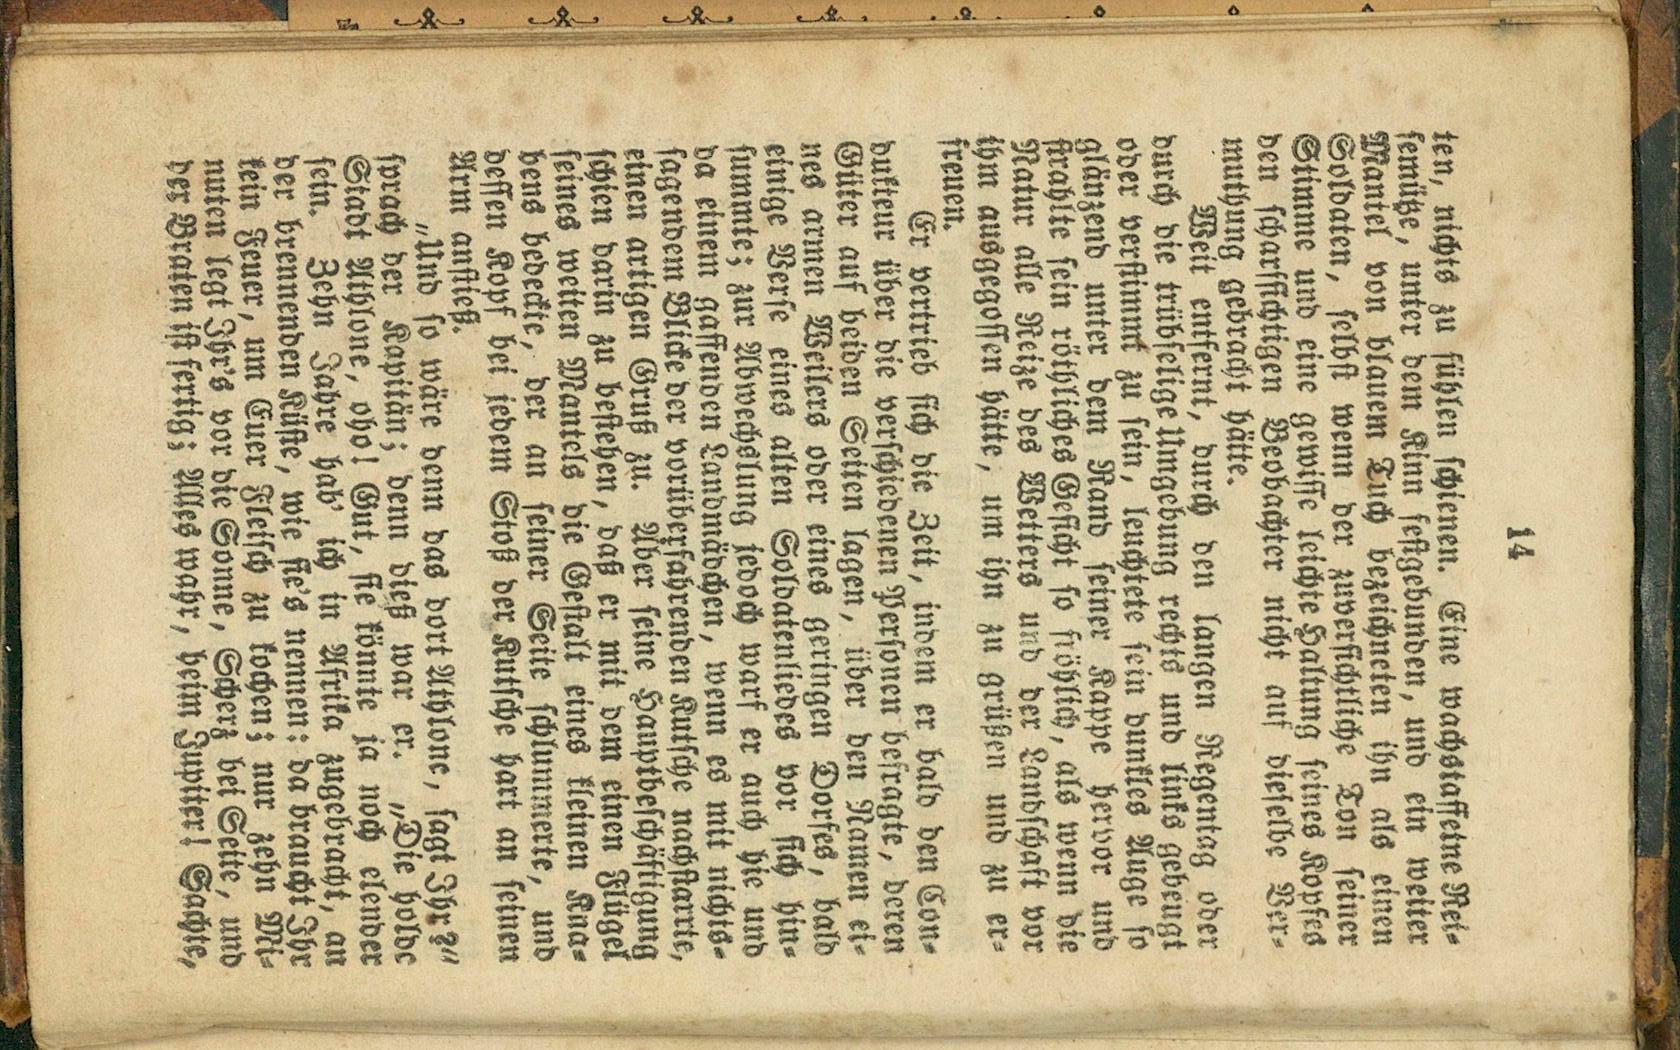 14
ten, nichts zu fühlen schienen. Eine wachstaffetne Rei-
semütze, unter dem Kinn festgebunden, und ein weiter
Mantel von blauem Tuch bezeichneten ihn als einen
Soldaten, selbst wenn der zuversichtliche Ton seiner
Stimme und eine gewisse leichte Haltung seines Kopfes
den scharfsichtigen Beobachter nicht auf dieselbe Ver-
muthung gebracht hätte.
Weit entfernt, durch den langen Regentag oder
durch die trübselige Umgebung rechts und links gebeugt
oder verstimmt zu sein, leuchtete sein dunkles Auge so
glänzend unter dem Rand seiner Kappe hervor und
strahlte sein röthliches Gesicht so fröhlich, als wenn die
Natur alle Reize des Wetters und der Landschaft vor
ihm ausgegossen hätte, um ihn zu grüßen und zu er-
freuen.
Er vertrieb sich die Zeit, indem er bald den Con-
dukteur über die verschiedenen Personen befragte, deren
Güter auf beiden Seiten lagen, über den Namen ei-
nes armen Weilers oder eines geringen Dorfes, bald
einige Verse eines alten Soldatenliedes vor sich hin-
summte; zur Abwechslung jedoch warf er auch hie und
da einem gaffenden Landmädchen, wenn es mit nichts-
sagendem Blicke der vorüberfahrenden Kutsche nachstarrte,
einen artigen Gruß zu. Aber seine Hauptbeschäftigung
schien darin zu bestehen, daß er mit dem einen Flügel
seines weiten Mantels die Gestalt eines kleinen Kna-
bens bedeckte, der an seiner Seite schlummerte, und
dessen Kopf bei jedem Stoß der Kutsche hart an seinen
Arm anstieß.
„Und so wäre denn das dort Athlone, sagt Ihr?“
sprach der Kapitän; denn dieß war er. „Die holde
Stadt Athlone, oho! Gut, sie könnte ja noch elender
sein. Zehn Jahre hab' ich in Afrika zugebracht, an
der brennenden Küste, wie sie's nennen: da braucht Ihr
kein Feuer, um Euer Fleisch zu kochen; nur zehn Mi-
nuten legt Ihr's vor die Sonne, Scherz bei Seite, und
der Braten ist fertig; Alles wahr, beim Jupiter! Sachte,